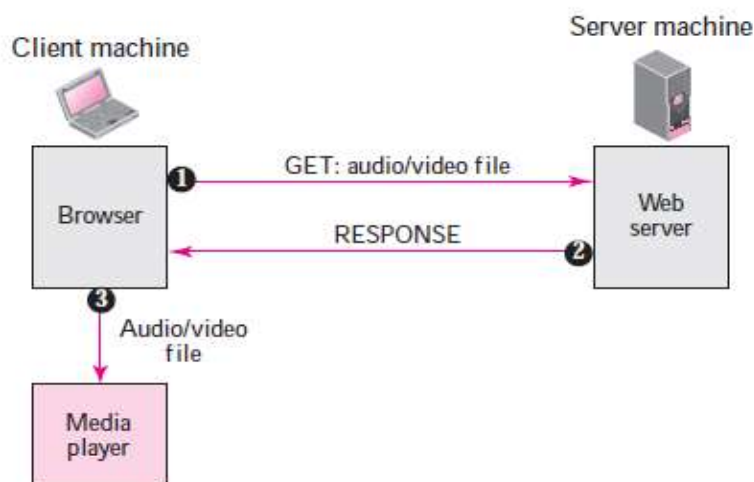 Client machine
Server machine
1
GET: audio/video file
Browser
Web
server
RESPONSE
2
3
Audio/video
file
Media
player